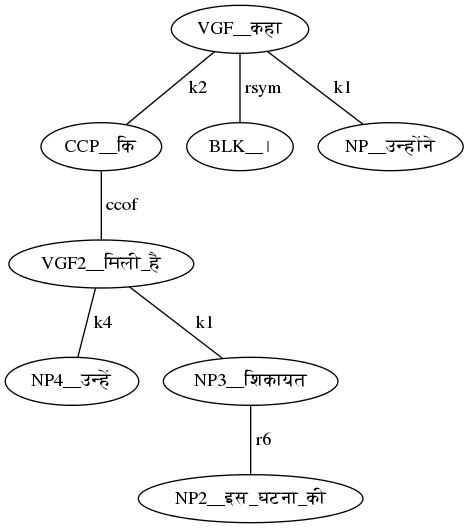 VGF__कहा
k2
rsym
k1
CCP__कि
BLK__।
NP__उन्होंने
ccof
VGF2__मिली_है
k4
k1
NP4__उन्हें
NP3__शिकायत
r6
NP2__इस_घटना_की